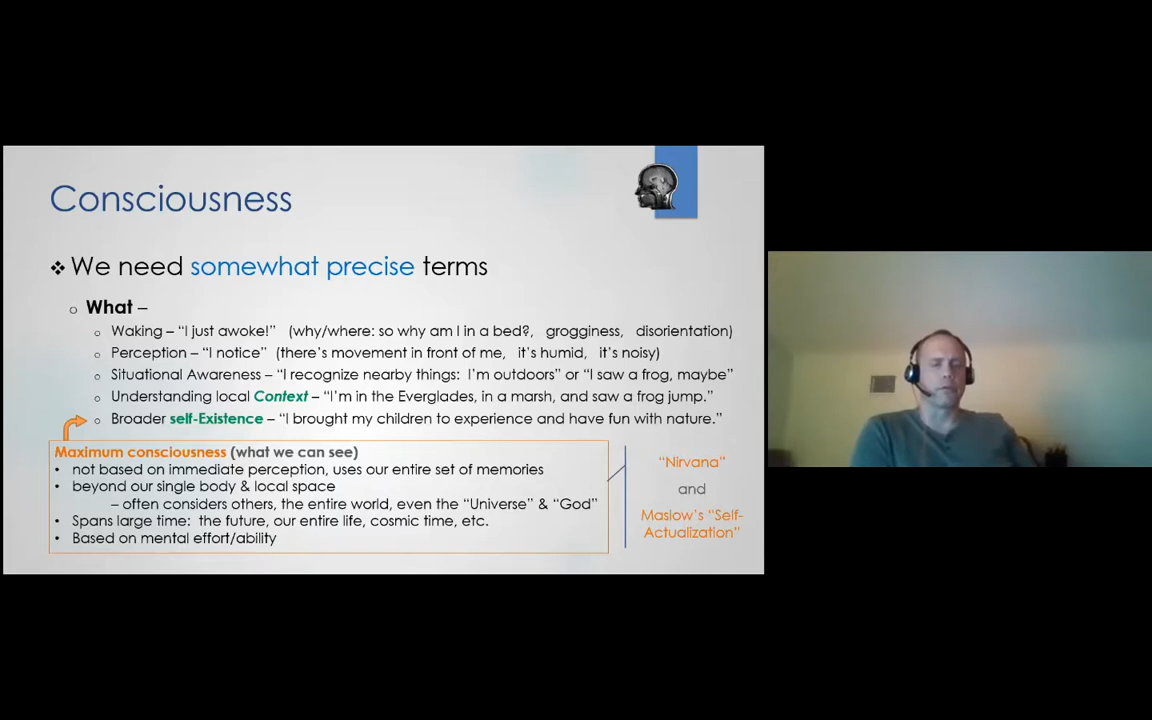 Consciousness
❖ We need somewhat precise terms
o What –
o Waking – “I just awoke!” (why/where: so why am I in a bed?, grogginess, disorientation)
o Perception – “I notice” (there’s movement in front of me, it’s humid, it’s noisy)
o Situational Awareness – “I recognize nearby things: I’m outdoors” or “I saw a frog, maybe”
o Understanding local Context – “I’m in the Everglades, in a marsh, and saw a frog jump.”
o Broader self-Existence – “I brought my children to experience and have fun with nature.”
Maximum consciousness (what we can see)
• not based on immediate perception, uses our entire set of memories
• beyond our single body & local space
– often considers others, the entire world, even the “Universe” & “God”
• Spans large time: the future, our entire life, cosmic time, etc.
• Based on mental effort/ability
“Nirvana”
and
Maslow’s “Self-
Actualization”